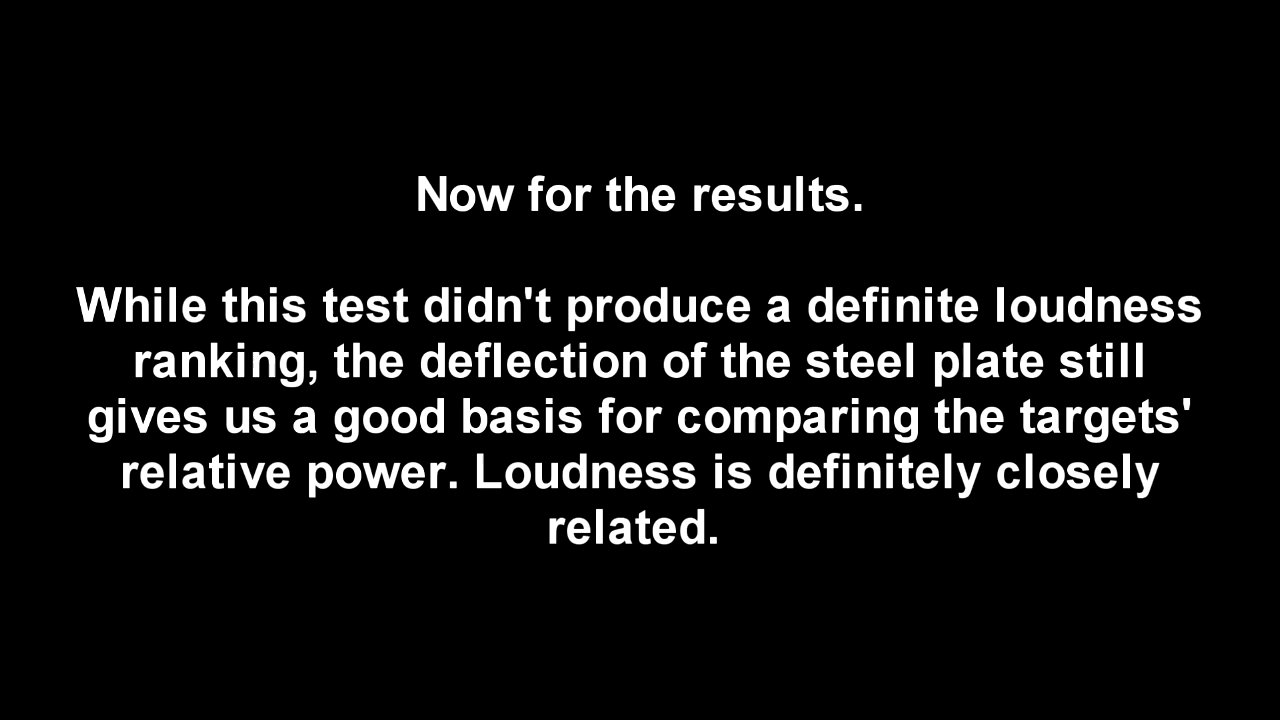 Now for the results.
While this test didn't produce a definite loudness
ranking, the deflection of the steel plate still
gives us a good basis for comparing the targets'
relative power. Loudness is definitely closely
related.